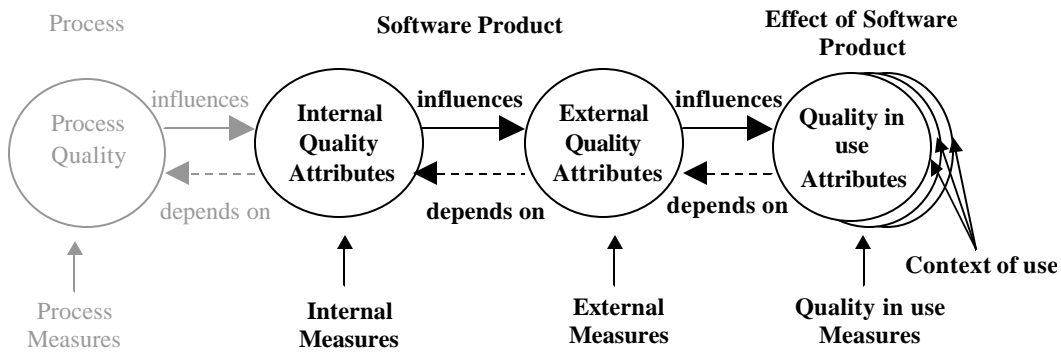 Process
Software Product
Effect of Software
Product
Process
Quality
influences
depends on
Internal
Quality
Attributes
influences
depends on
External
Quality
Attributes
influences
depends on
Quality in
use
Attributes
Context of use
Process
Measures
Internal
Measures
External
Measures
Quality in use
Measures